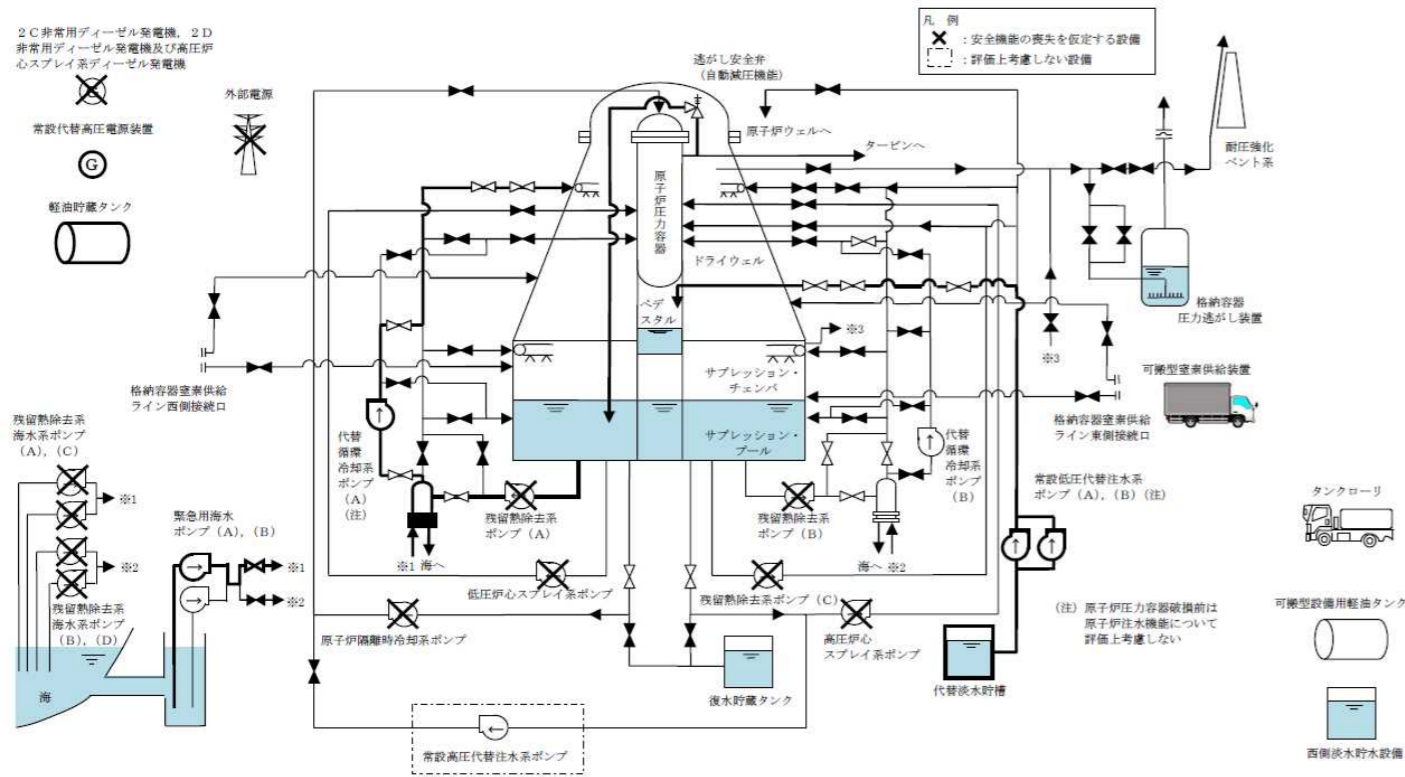 ２Ｃ非常用ディーゼル発電機，２Ｄ
非常用ディーゼル発電機及び高圧炉
心スプレイ系ディーゼル発電機
G
外部電源
常設代替高圧電源装置
G
軽油貯蔵タンク
凡　例
：安全機能の喪失を仮定する設備
：評価上考慮しない設備
逃がし安全弁
（自動減圧機能）
原子炉ウェルへ
タービンへ
耐圧強化
ベント系
原子炉圧力容器
ドライウェル
ペデ
スタル
※3
※3
格納容器
圧力逃がし装置
サプレッション・
チェンバ
サプレッション・
プール
格納容器窒素供給
ライン西側接続口
格納容器窒素供給
ライン東側接続口
可搬型窒素供給装置
残留熱除去系
海水系ポンプ
（Ａ），（Ｃ）
※1
※2
残留熱除去系
海水系ポンプ
（Ｂ），（Ｄ）
海
緊急用海水
ポンプ（Ａ），（Ｂ）
※1
※2
代替
循環
冷却系
ポンプ
（Ａ）
（注）
※1
海へ
残留熱除去系
ポンプ（Ａ）
残留熱除去系
ポンプ（Ｂ）
海へ
※2
代替
循環
冷却系
ポンプ
（Ｂ）
常設低圧代替注水系
ポンプ（Ａ），（Ｂ）（注）
タンクローリ
低圧炉心スプレイ系ポンプ
残留熱除去系ポンプ（Ｃ）
原子炉隔離時冷却系ポンプ
高圧炉心
スプレイ系ポンプ
（注）原子炉圧力容器破損前は
原子炉注水機能について
評価上考慮しない
可搬型設備用軽油タンク
復水貯蔵タンク
代替淡水貯槽
常設高圧代替注水系ポンプ
西側淡水貯水設備